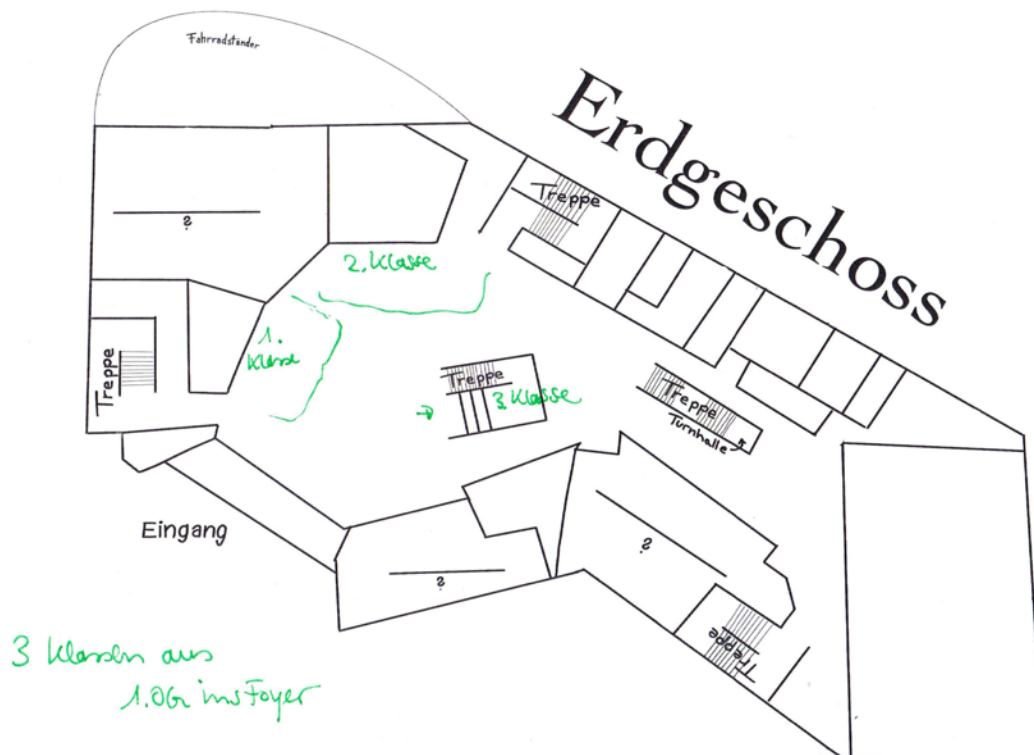 Fahrradständer
Erdgeschoss
Treppe
?
2. Klasse
1.
Klasse
Treppe
Treppe
3. Klasse
Treppe
Turnhalle
Eingang
?
?
Treppe
3 Klassen aus
1.OG ins Foyer